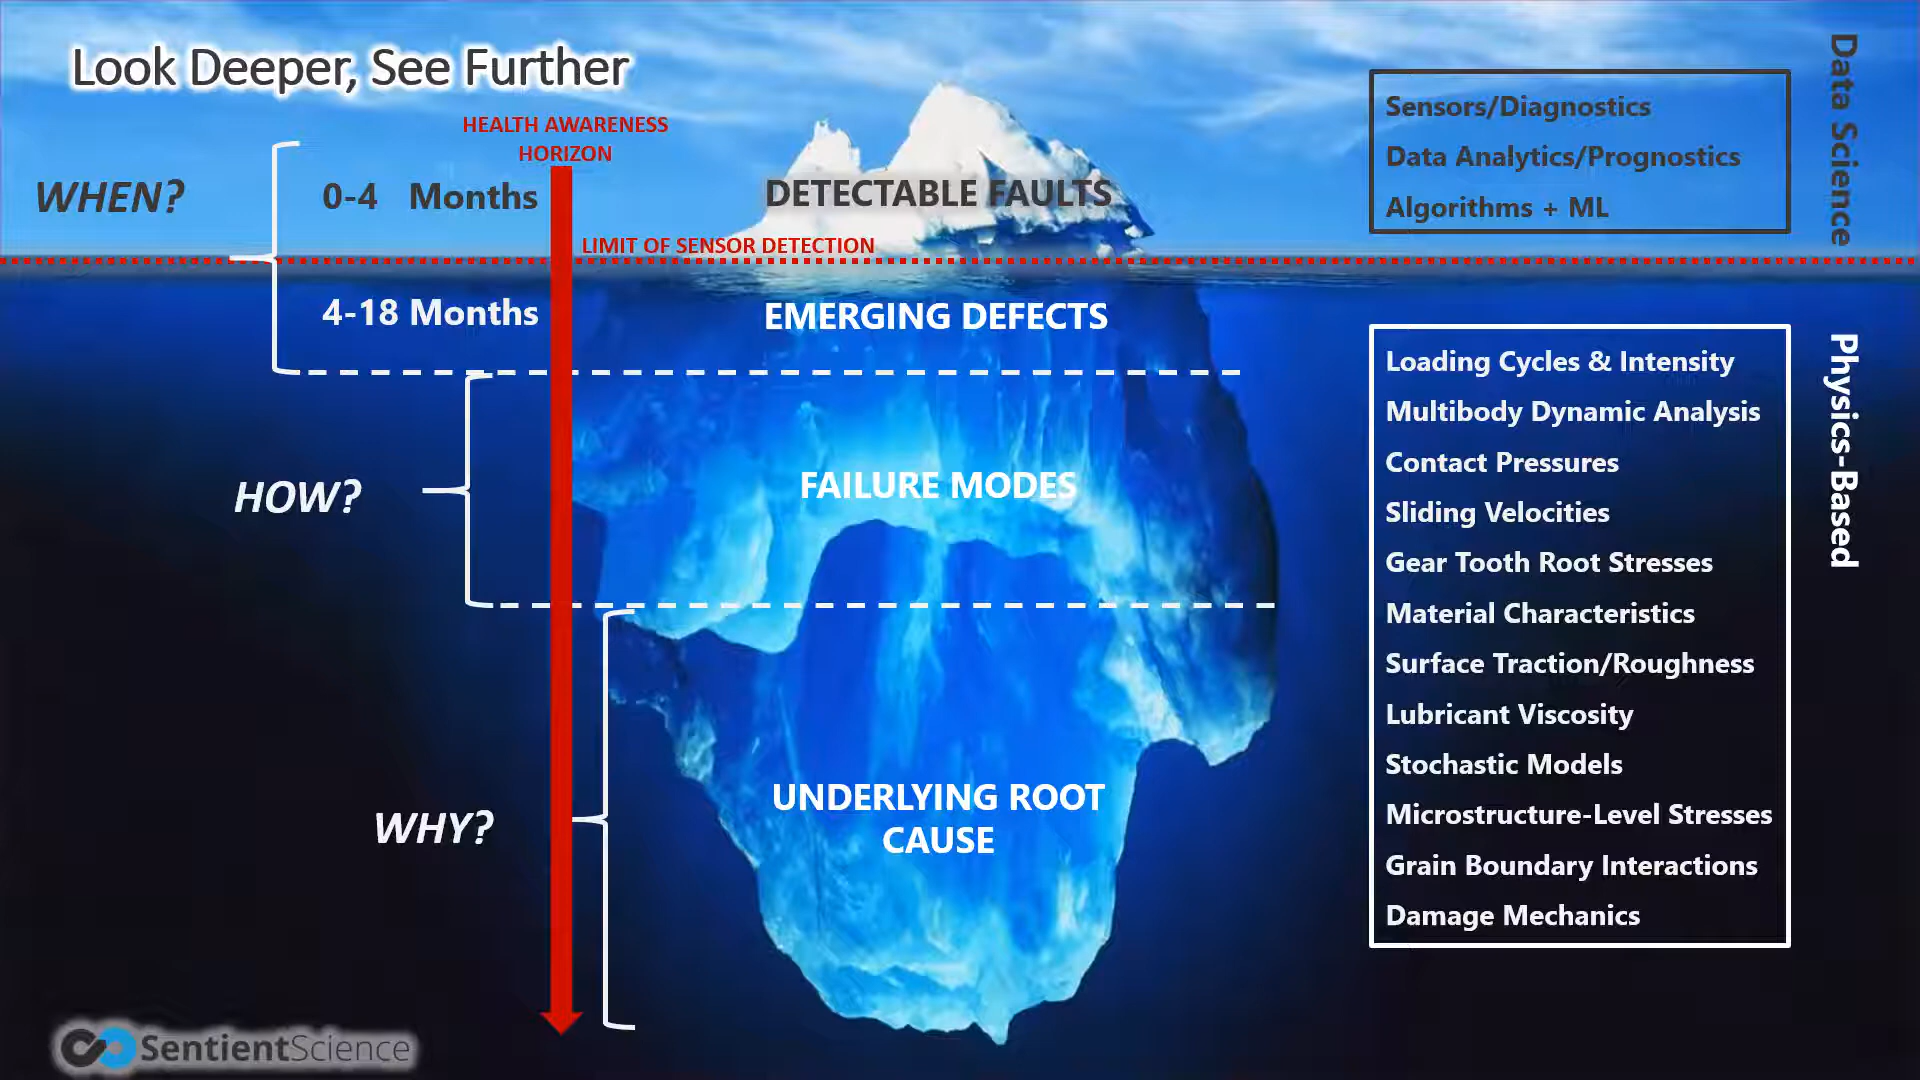 Look Deeper, See Further
HEALTH AWARENESS
HORIZON
WHEN?
0-4 Months
DETECTABLE FAULTS
LIMIT OF SENSOR DETECTION
4-18 Months
EMERGING DEFECTS
HOW?
FAILURE MODES
WHY?
UNDERLYING ROOT
CAUSE
Sensors/Diagnostics
Data Analytics/Prognostics
Algorithms + ML
Data Science
Loading Cycles & Intensity
Multibody Dynamic Analysis
Contact Pressures
Sliding Velocities
Gear Tooth Root Stresses
Material Characteristics
Surface Traction/Roughness
Lubricant Viscosity
Stochastic Models
Microstructure-Level Stresses
Grain Boundary Interactions
Damage Mechanics
Physics-Based
SentientScience